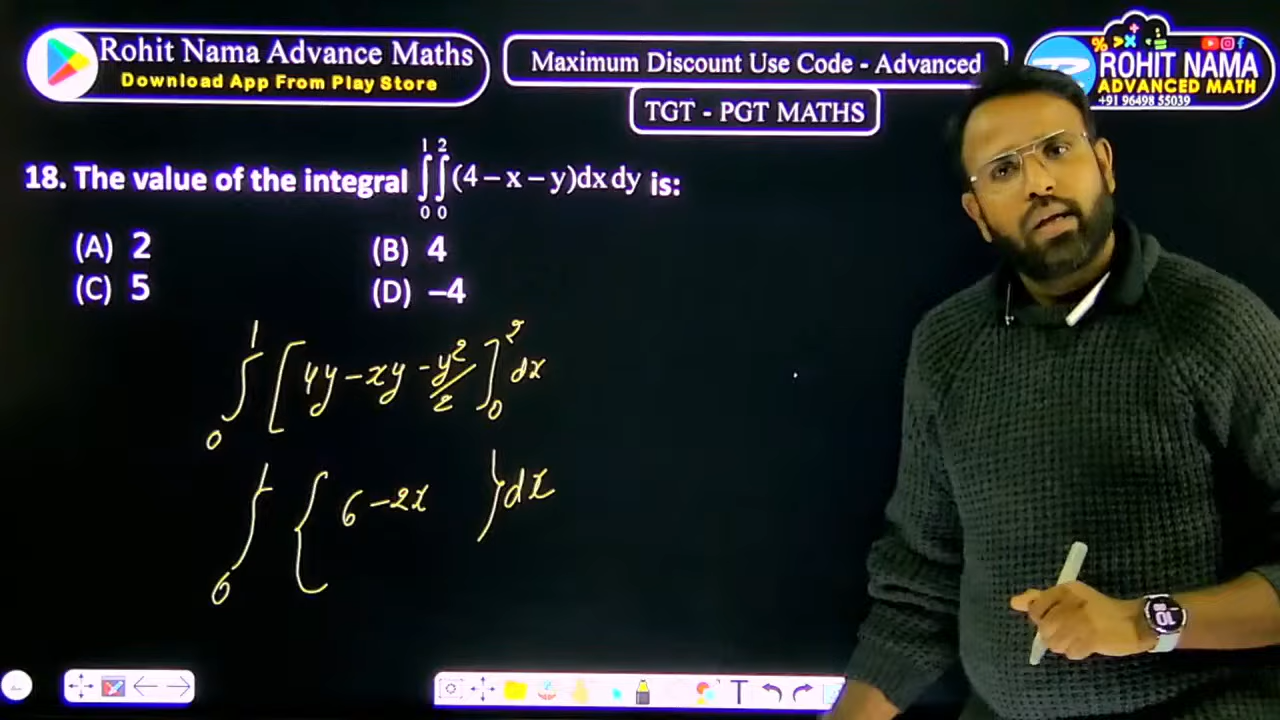 Rohit Nama Advance Maths
Download App From Play Store
Maximum Discount Use Code - Advanced
TGT - PGT MATHS
ROHIT NAMA
ADVANCED MATH
+91 96498 55039
18. The value of the integral ∫₀¹∫₀²(4 – x – y)dx dy is:
(A) 2
(B) 4
(C) 5
(D) –4
∫₀¹ [4y – xy – y²/2]₀² dx
∫₀¹ {6 – 2x} dx
10
T